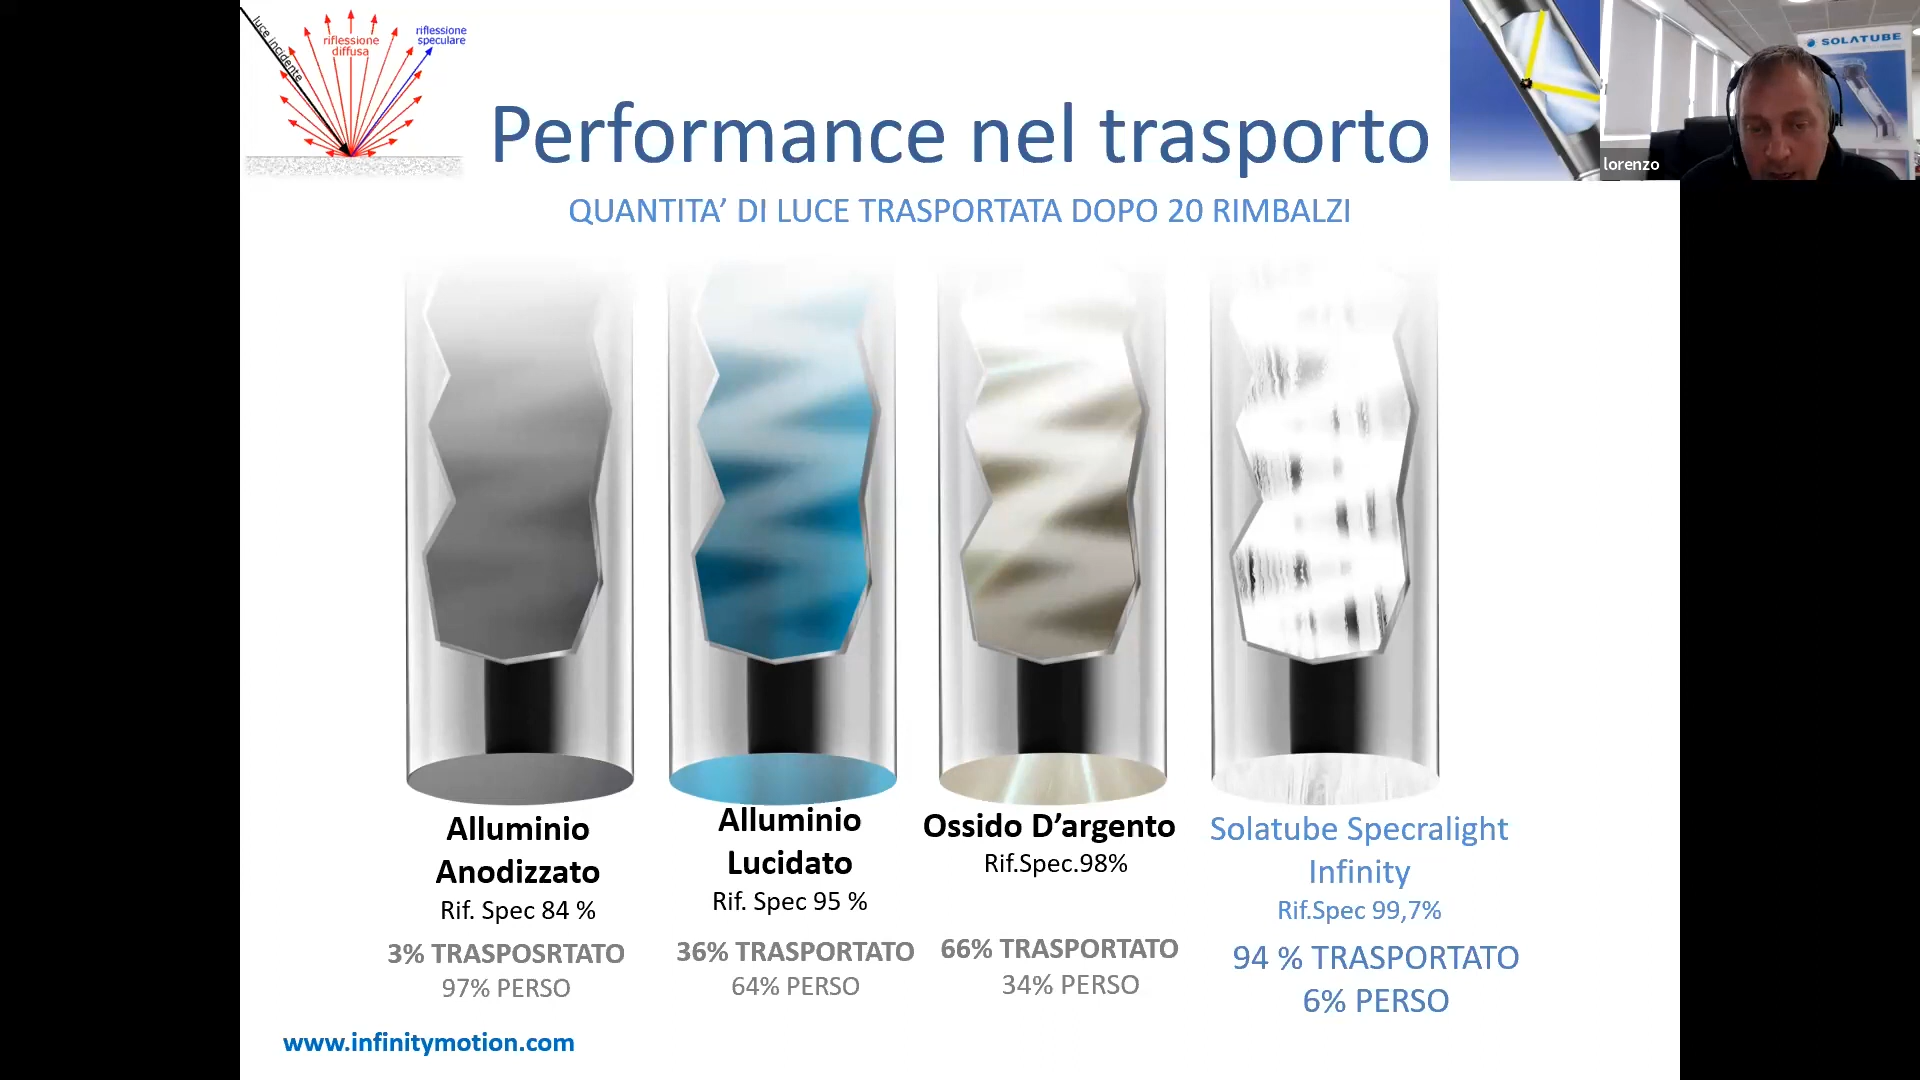 luce incidente
riflessione
diffusa
riflessione
speculare
SOLATUBE
lorenzo
Performance nel trasporto
QUANTITA’ DI LUCE TRASPORTATA DOPO 20 RIMBALZI
Alluminio
Anodizzato
Rif. Spec 84 %
3% TRASPOSRTATO
97% PERSO
Alluminio
Lucidato
Rif. Spec 95 %
36% TRASPORTATO
64% PERSO
Ossido D’argento
Rif.Spec.98%
66% TRASPORTATO
34% PERSO
Solatube Specralight
Infinity
Rif.Spec 99,7%
94 % TRASPORTATO
6% PERSO
www.infinitymotion.com